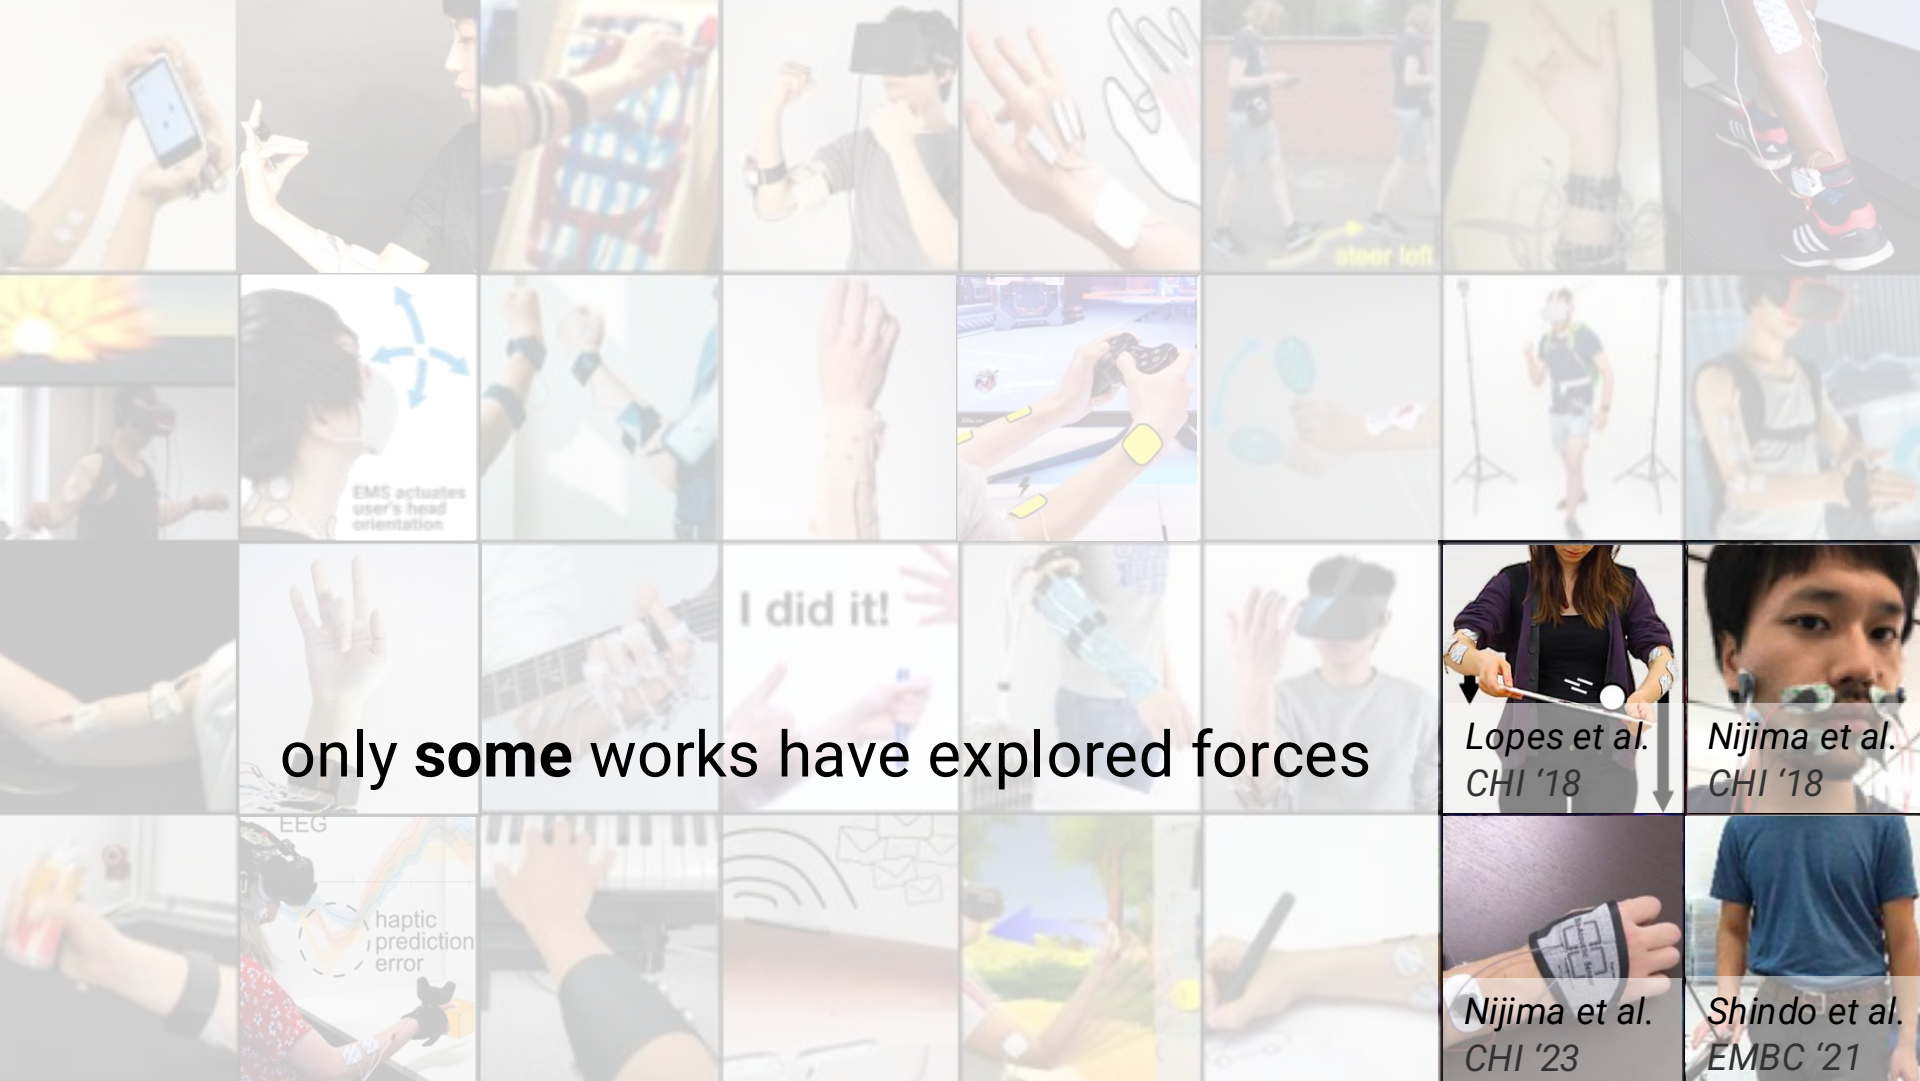 steer left
EMS actuates
user's head
orientation
I did it!
only some works have explored forces
Lopes et al.
CHI ‘18
Nijima et al.
CHI ‘18
EEG
haptic
prediction
error
Nijima et al.
CHI ‘23
Shindo et al.
EMBC ‘21